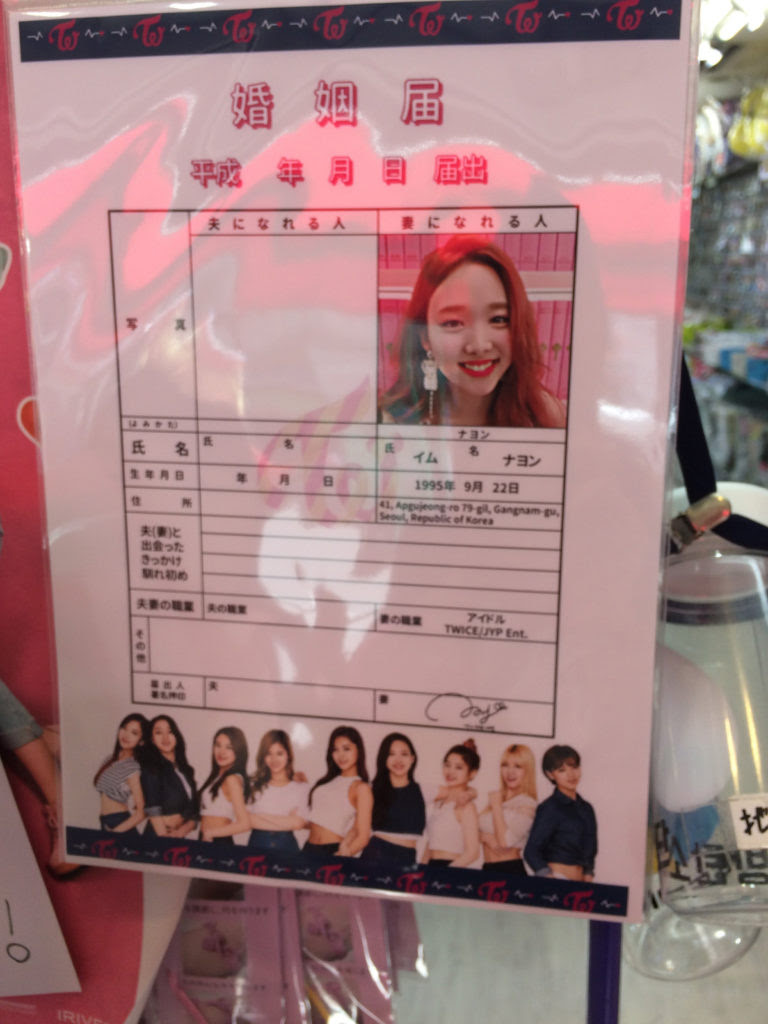 婚姻届
平成 年 月 日 届出
夫になれる人 妻になれる人
写真
(よみかた) ナヨン
氏名 氏 名 氏 イム 名 ナヨン
生年月日 年 月 日 1995年 9月 22日
住所 41, Apgujeong-ro 79-gil, Gangnam-gu,
Seoul, Republic of Korea
夫(妻)と
出会った
きっかけ
馴れ初め
夫妻の職業 夫の職業 妻の職業 アイドル
TWICE/JYP Ent.
その他
届出人
署名押印 夫 妻